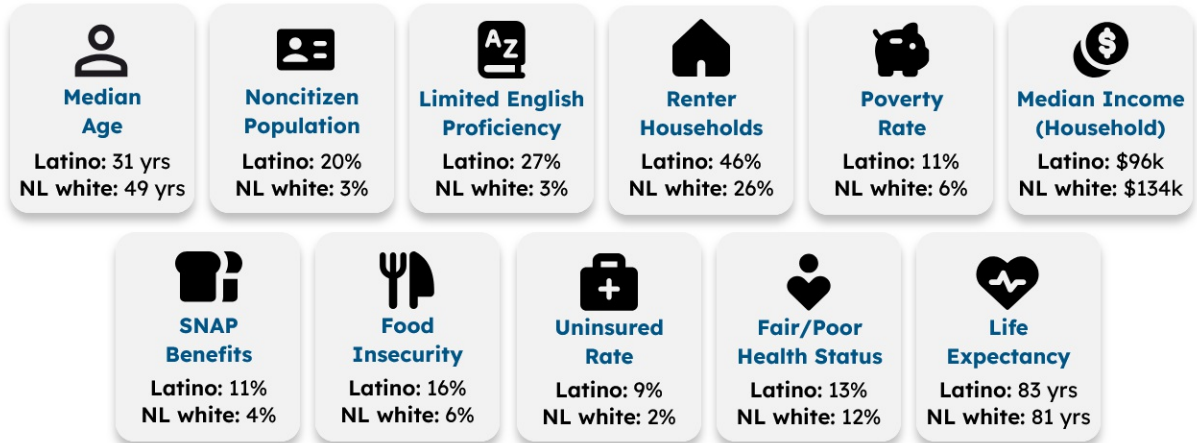 AZ
Median
Age
Latino: 31 yrs
NL white: 49 yrs
Noncitizen
Population
Latino: 20%
NL white: 3%
Limited English
Proficiency
Latino: 27%
NL white: 3%
Renter
Households
Latino: 46%
NL white: 26%
Poverty
Rate
Latino: 11%
NL white: 6%
$
Median Income
(Household)
Latino: $96k
NL white: $134k
SNAP
Benefits
Latino: 11%
NL white: 4%
Food
Insecurity
Latino: 16%
NL white: 6%
Uninsured
Rate
Latino: 9%
NL white: 2%
Fair/Poor
Health Status
Latino: 13%
NL white: 12%
Life
Expectancy
Latino: 83 yrs
NL white: 81 yrs